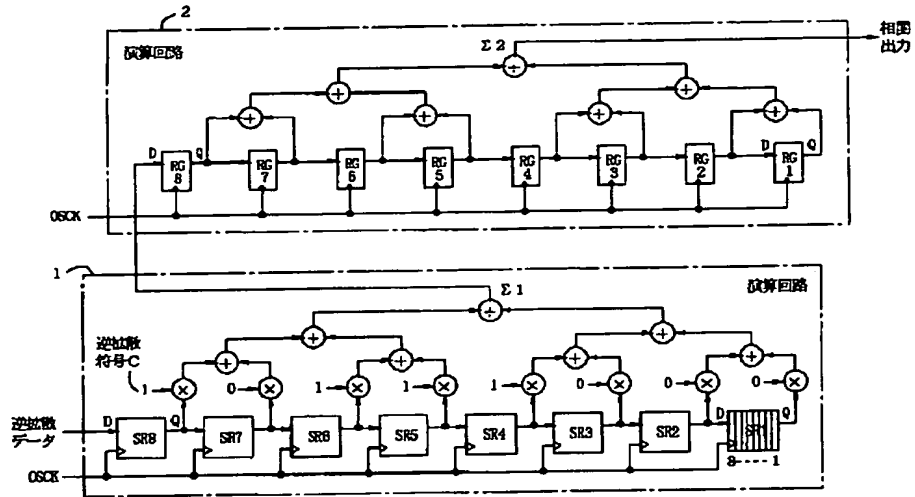 2
演算回路
Σ2
相関
出力
D RG 8 Q
RG 7
RG 6
RG 5
RG 4
RG 3
RG 2
D RG 1 Q
OSCK
1
Σ1
演算回路
逆拡散
符号C
1
0
1
1
1
0
0
0
逆拡散
データ
D SR8 Q
SR7
SR6
SR5
SR4
SR3
SR2
D SR1 Q
8----1
OSCK